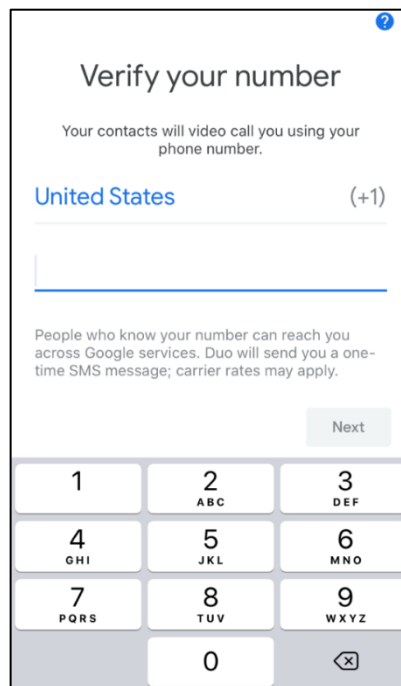 ?
Verify your number
Your contacts will video call you using your
phone number.
United States (+1)
People who know your number can reach you
across Google services. Duo will send you a one-
time SMS message; carrier rates may apply.
Next
1 2 3
ABC DEF
4 5 6
GHI JKL MNO
7 8 9
PQRS TUV WXYZ
0